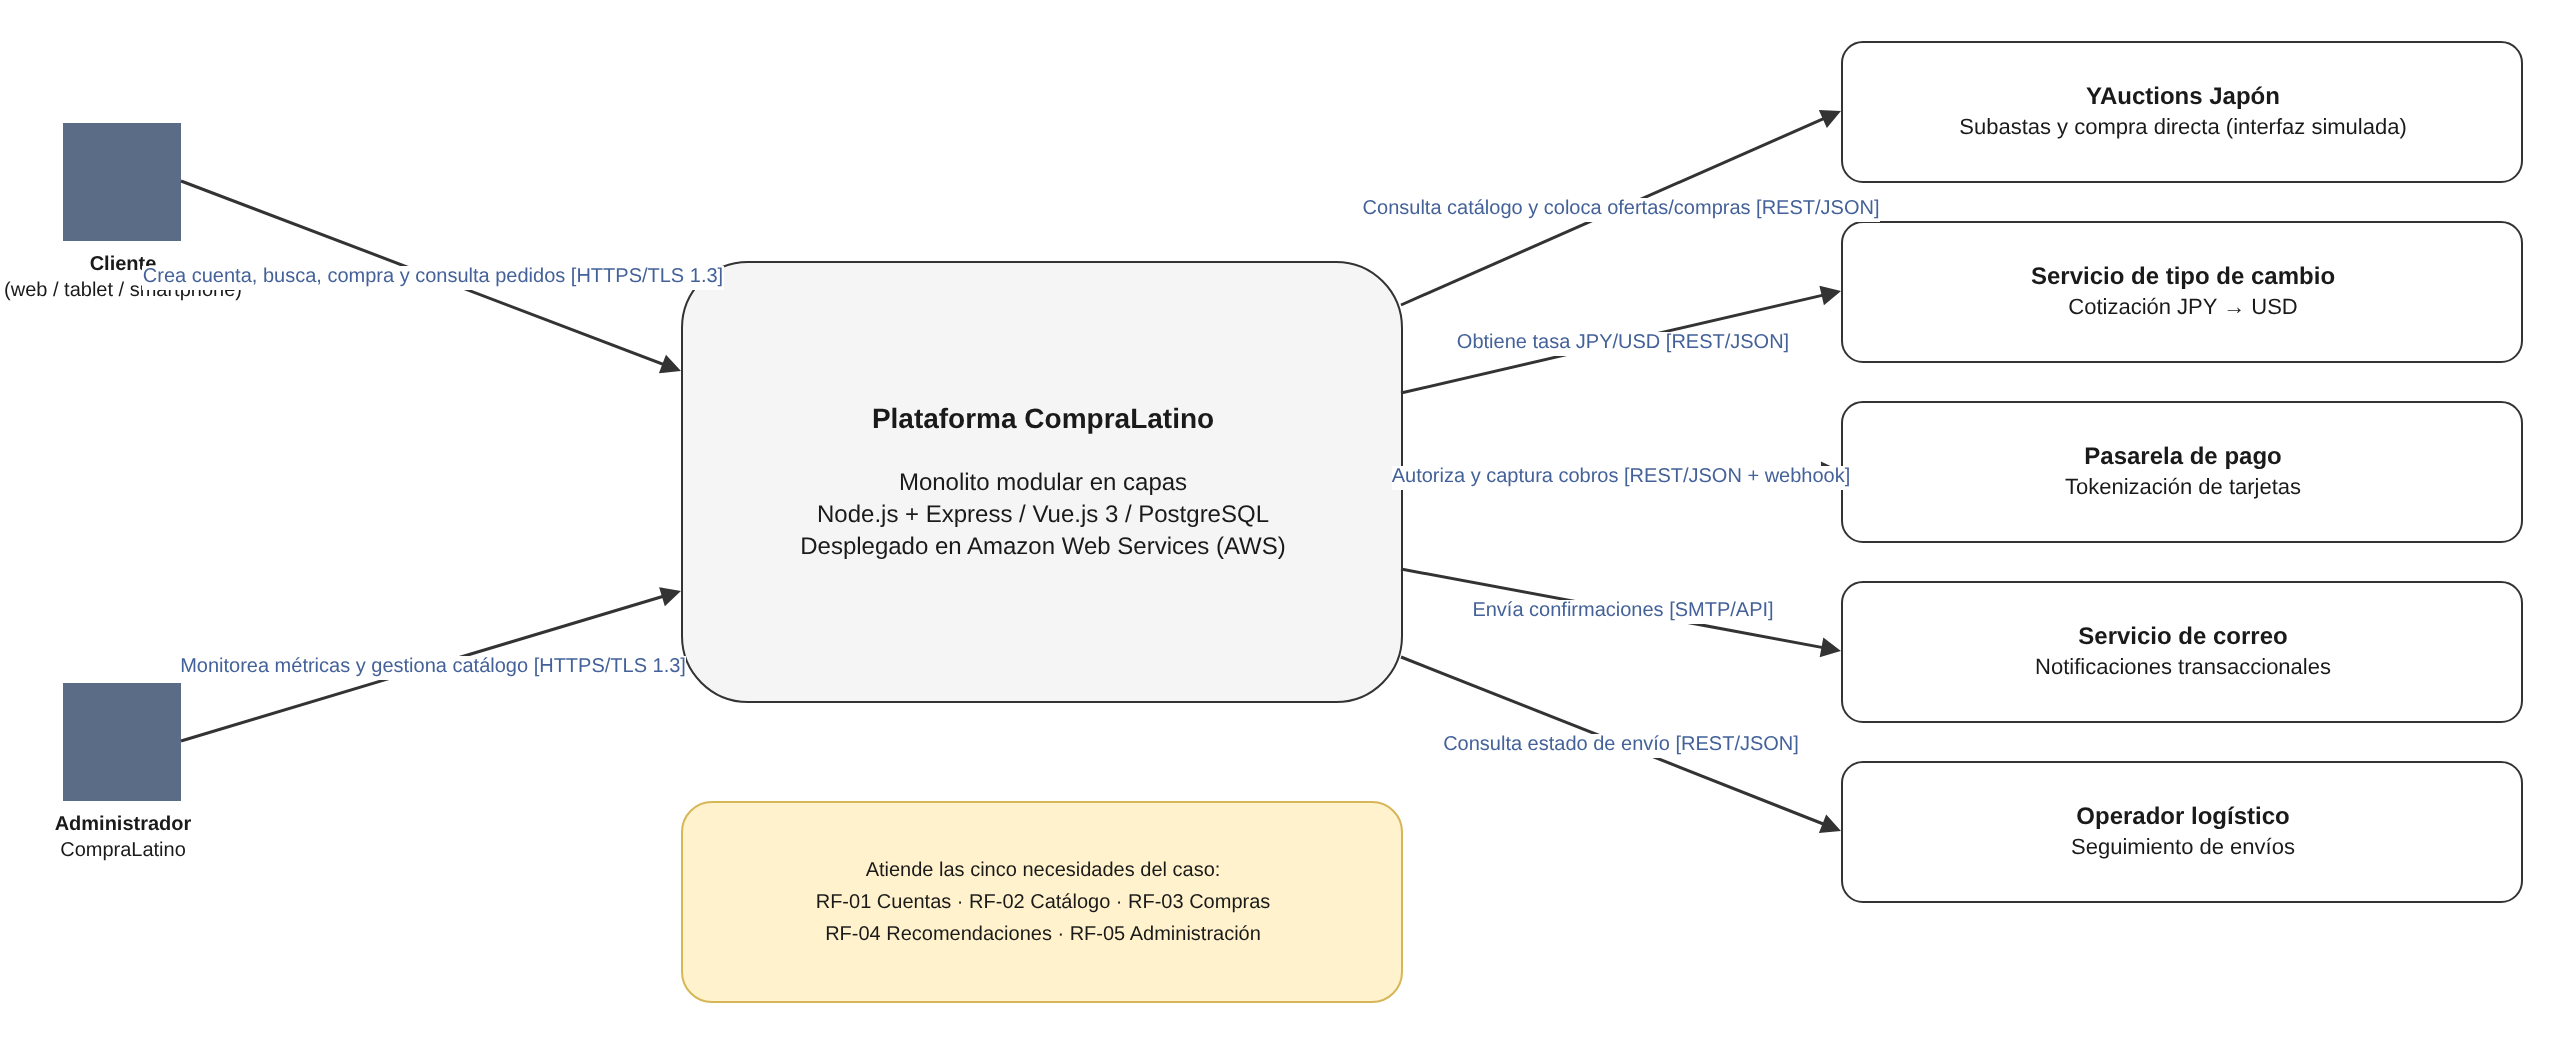 Cliente
(web / tablet / smartphone)
Crea cuenta, busca, compra y consulta pedidos [HTTPS/TLS 1.3]
Administrador
CompraLatino
Monitorea métricas y gestiona catálogo [HTTPS/TLS 1.3]
Plataforma CompraLatino
Monolito modular en capas
Node.js + Express / Vue.js 3 / PostgreSQL
Desplegado en Amazon Web Services (AWS)
Atiende las cinco necesidades del caso:
RF-01 Cuentas · RF-02 Catálogo · RF-03 Compras
RF-04 Recomendaciones · RF-05 Administración
Consulta catálogo y coloca ofertas/compras [REST/JSON]
Obtiene tasa JPY/USD [REST/JSON]
Autoriza y captura cobros [REST/JSON + webhook]
Envía confirmaciones [SMTP/API]
Consulta estado de envío [REST/JSON]
YAuctions Japón
Subastas y compra directa (interfaz simulada)
Servicio de tipo de cambio
Cotización JPY → USD
Pasarela de pago
Tokenización de tarjetas
Servicio de correo
Notificaciones transaccionales
Operador logístico
Seguimiento de envíos